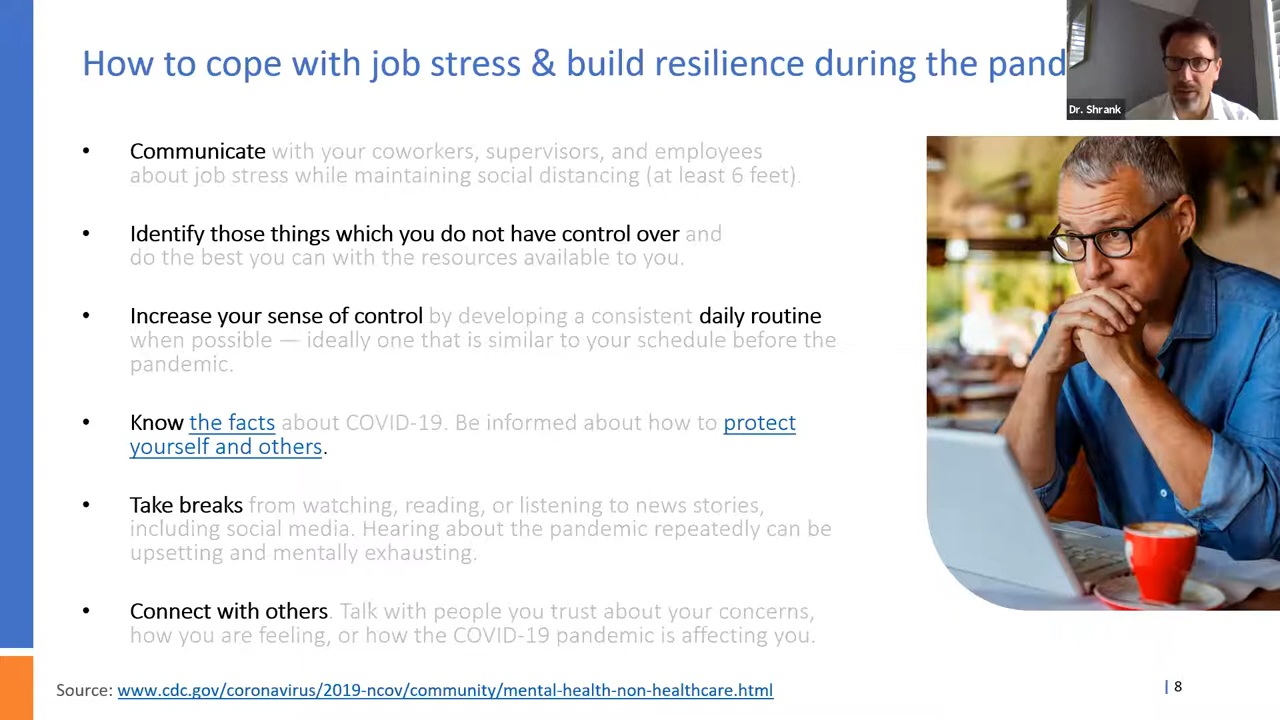 How to cope with job stress & build resilience during the pand
Dr. Shrank
• Communicate with your coworkers, supervisors, and employees
about job stress while maintaining social distancing (at least 6 feet).
• Identify those things which you do not have control over and
do the best you can with the resources available to you.
• Increase your sense of control by developing a consistent daily routine
when possible — ideally one that is similar to your schedule before the
pandemic.
• Know the facts about COVID-19. Be informed about how to protect
yourself and others.
• Take breaks from watching, reading, or listening to news stories,
including social media. Hearing about the pandemic repeatedly can be
upsetting and mentally exhausting.
• Connect with others. Talk with people you trust about your concerns,
how you are feeling, or how the COVID-19 pandemic is affecting you.
Source: www.cdc.gov/coronavirus/2019-ncov/community/mental-health-non-healthcare.html
| 8